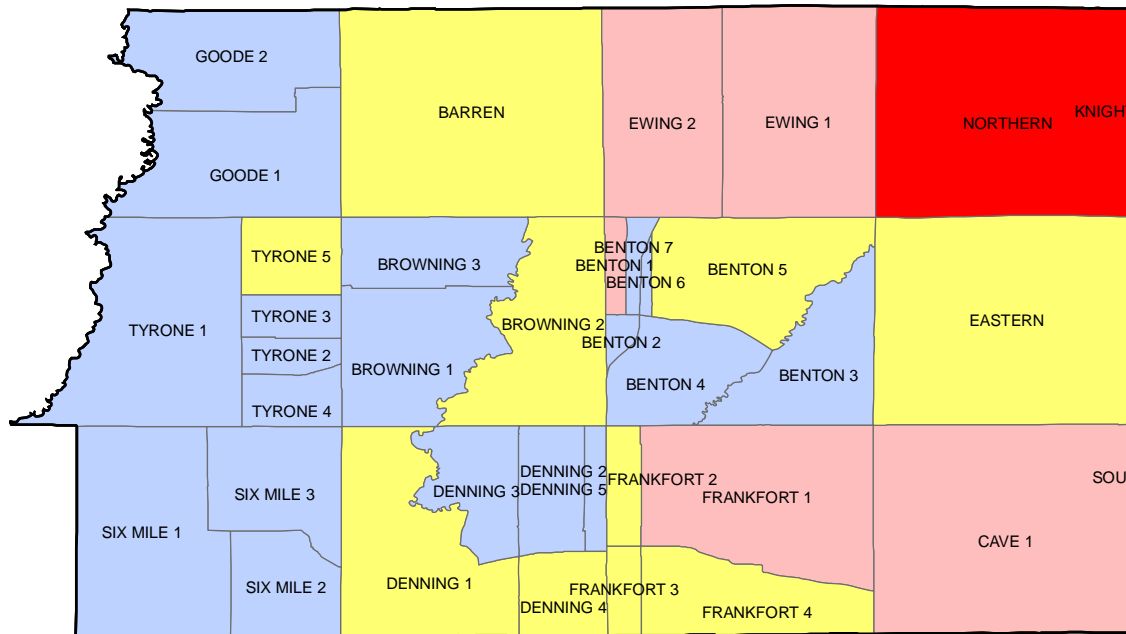 GOODE 2
BARREN
KNIGH
EWING 2
EWING 1
NORTHERN
GOODE 1
TYRONE 5
BROWNING 3
BENTON 7
BENTON 1
BENTON 6
BENTON 5
TYRONE 3
TYRONE 1
BROWNING 2
EASTERN
TYRONE 2
BENTON 2
BROWNING 1
BENTON 4
BENTON 3
TYRONE 4
DENNING 2
FRANKFORT 2
SOU
SIX MILE 3
DENNING 3
DENNING 5
FRANKFORT 1
SIX MILE 1
CAVE 1
SIX MILE 2
DENNING 1
FRANKFORT 3
DENNING 4
FRANKFORT 4